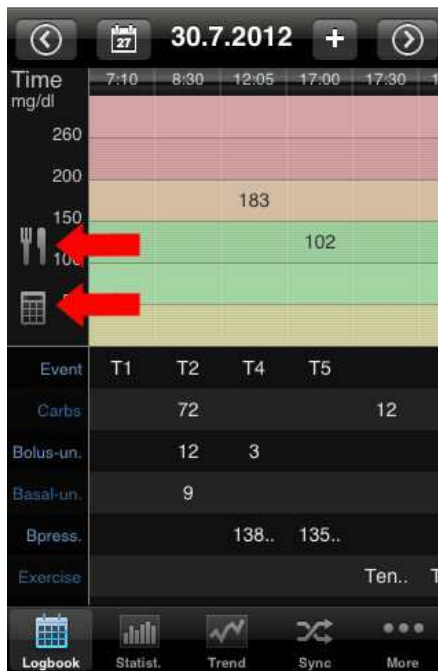 27 30.7.2012 +
Time 7:10 8:30 12:05 17:00 17:30
mg/dl
260
200
183
150
102
Event T1 T2 T4 T5
Carbs 72 12
Bolus-un. 12 3
Basal-un. 9
Bpress. 138.. 135..
Exercise Ten..
Logbook Statist. Trend Sync More